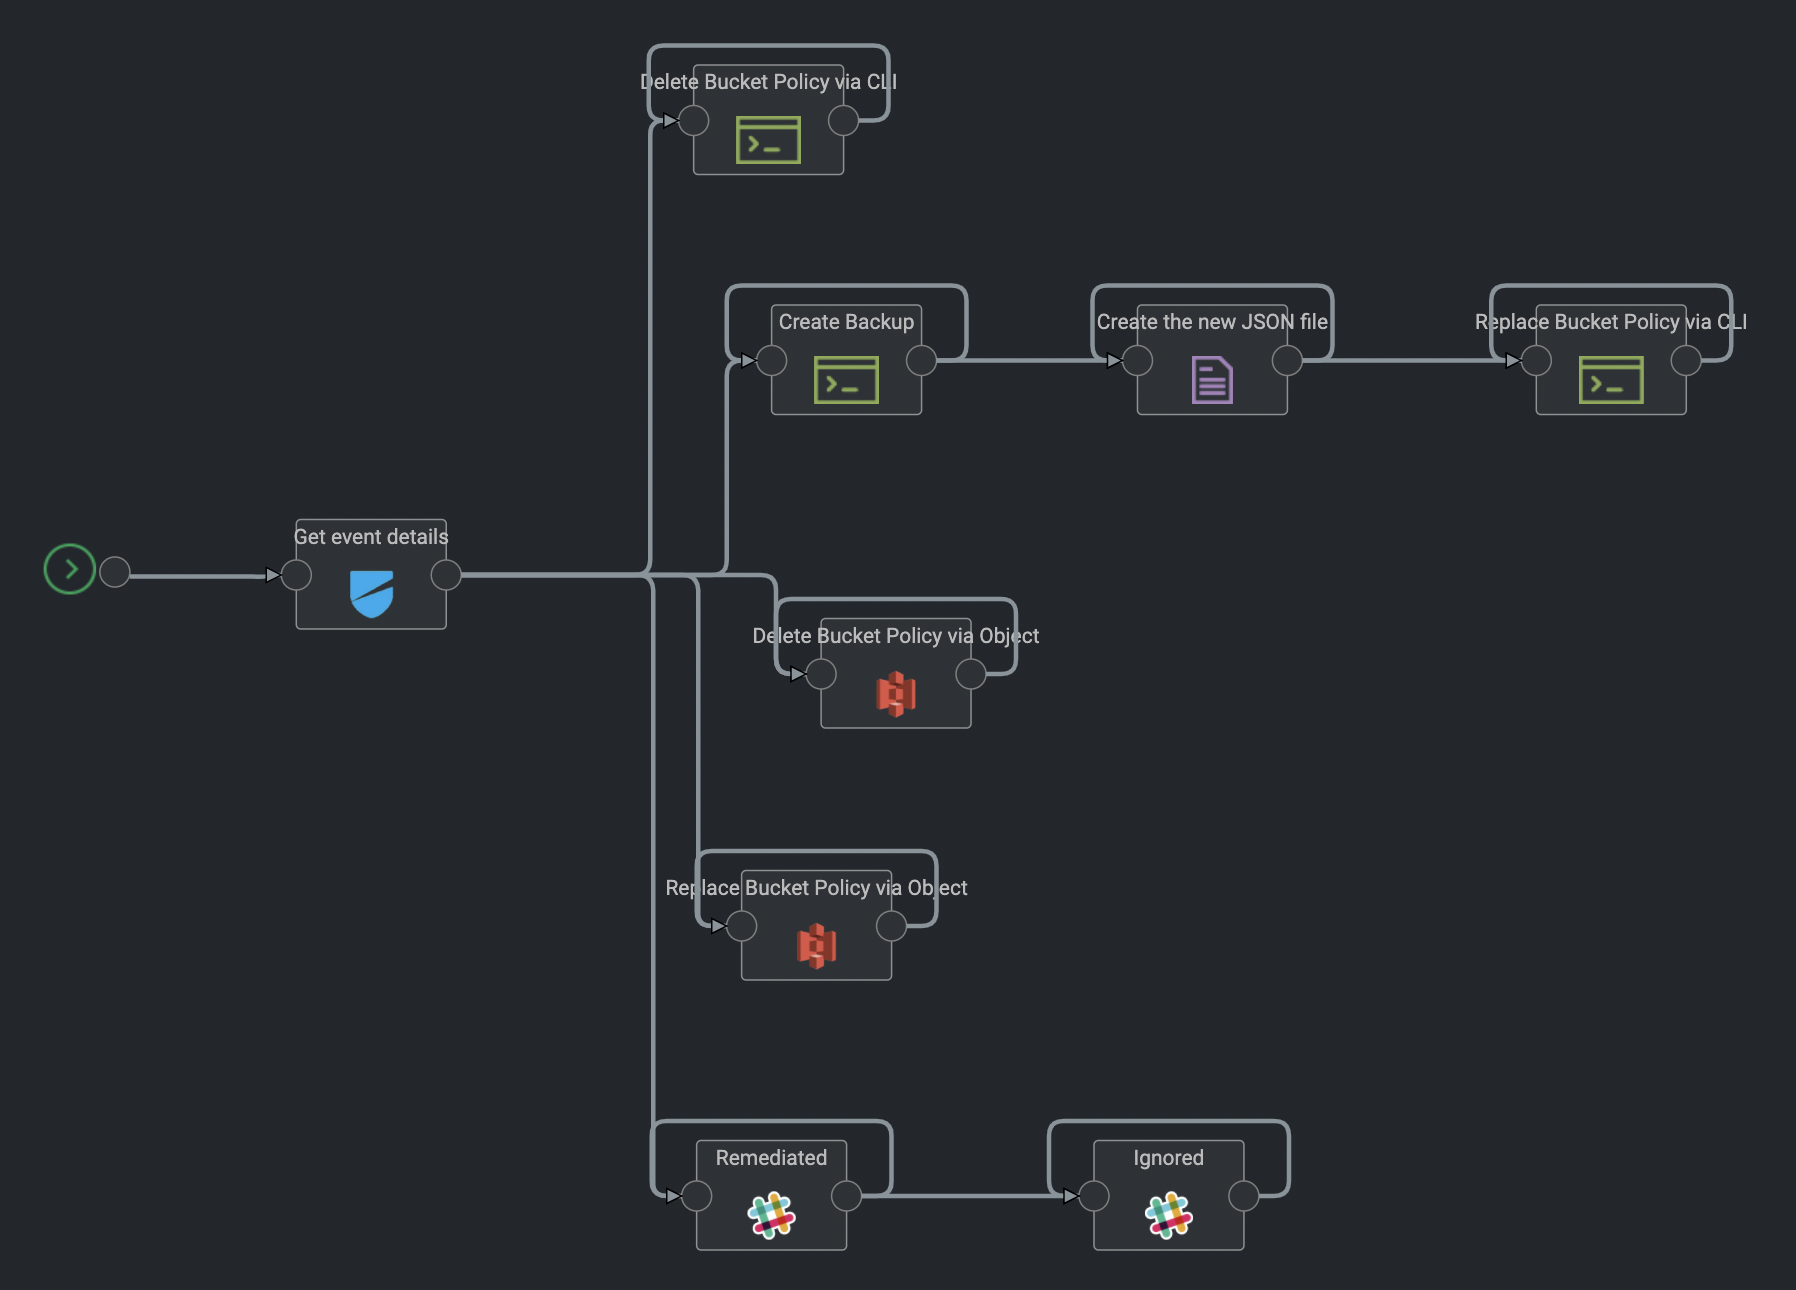 Delete Bucket Policy via CLI
Create Backup
Create the new JSON file
Replace Bucket Policy via CLI
Get event details
Delete Bucket Policy via Object
Replace Bucket Policy via Object
Remediated
Ignored